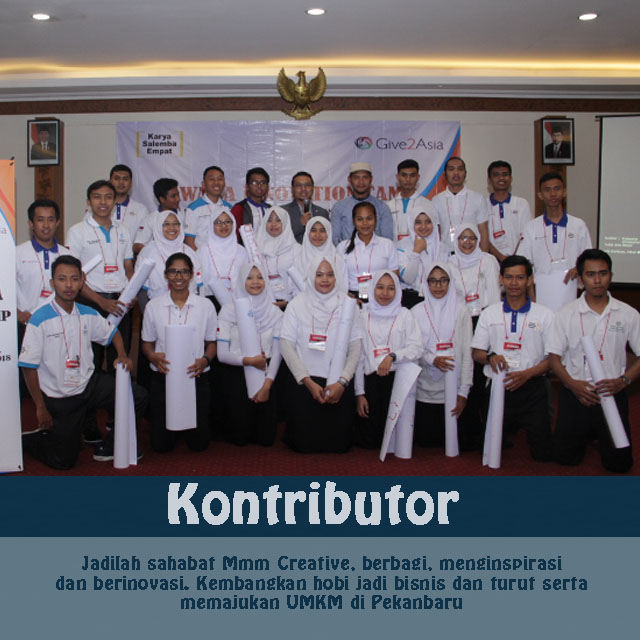 Karya
Salemba
Empat
Give2Asia
Kontributor
Jadilah sahabat Mmm Creative, berbagi, menginspirasi
dan berinovasi. Kembangkan hobi jadi bisnis dan turut serta
memajukan UMKM di Pekanbaru